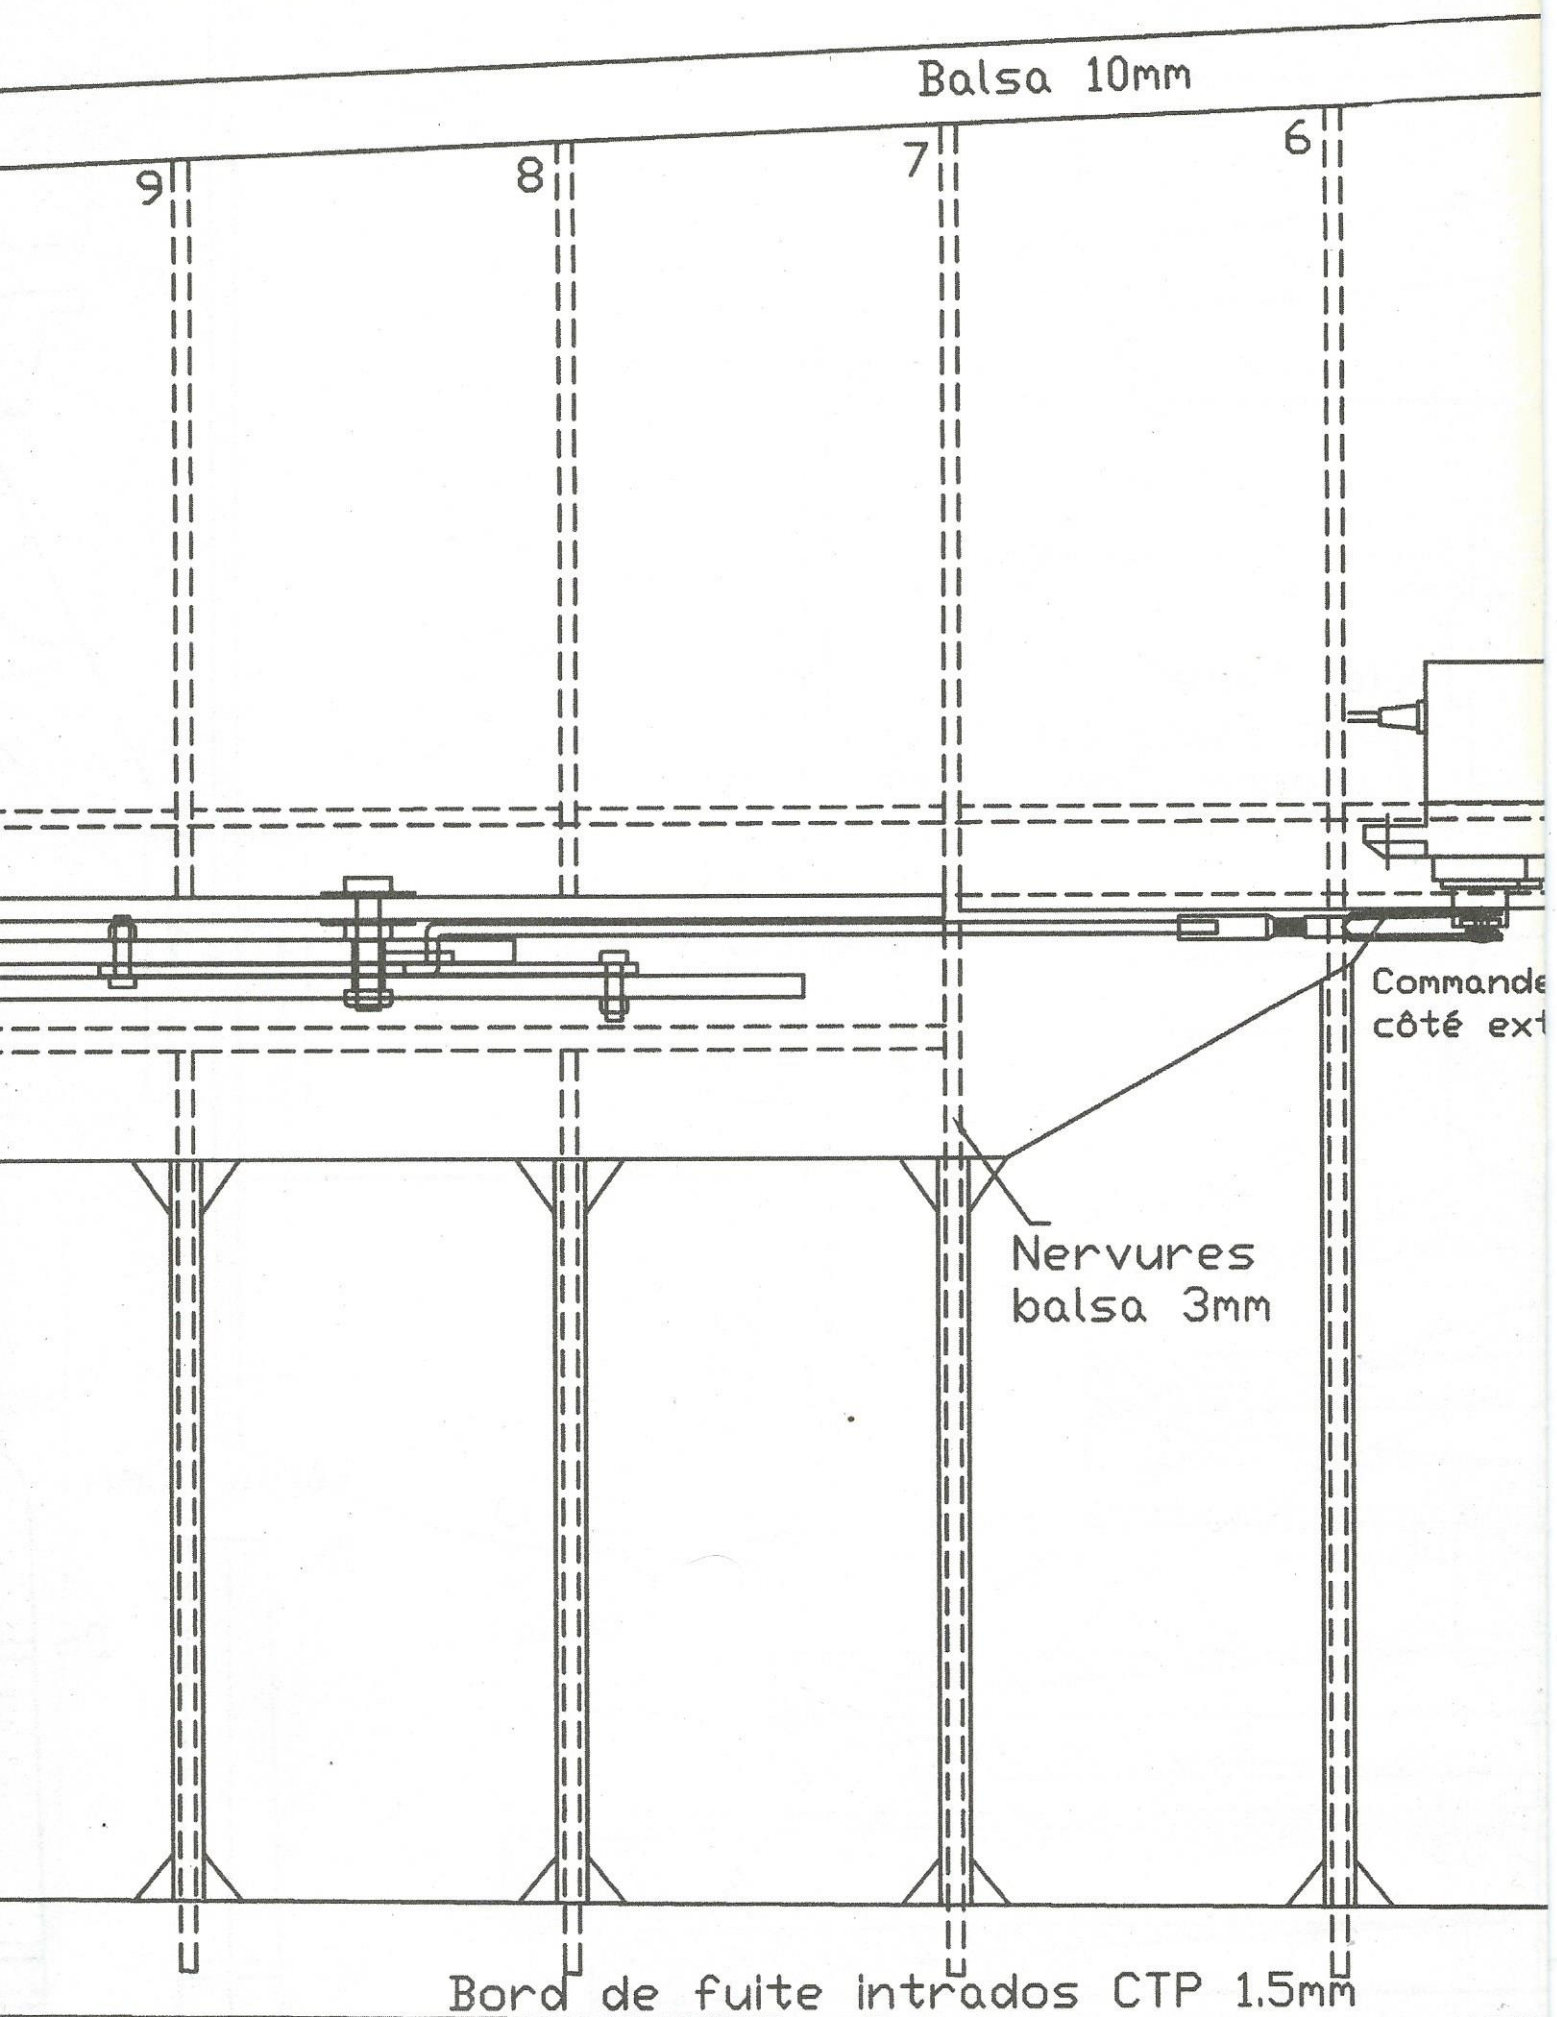 Balsa 10mm
9
8
7
6
Commande
côté ext
Nervures
balsa 3mm
Bord de fuite intrados CTP 1.5mm